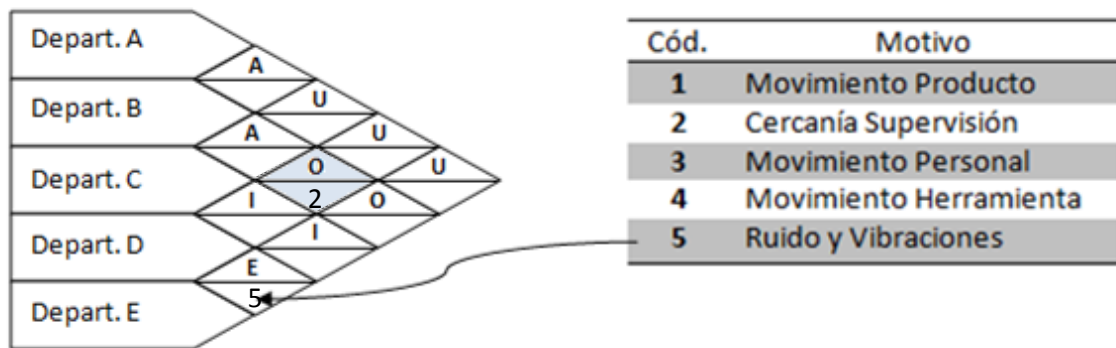 Depart. A
Depart. B
Depart. C
Depart. D
Depart. E
A
U
A
U
O
U
2
I
O
I
E
5
Cód. Motivo
1 Movimiento Producto
2 Cercanía Supervisión
3 Movimiento Personal
4 Movimiento Herramienta
5 Ruido y Vibraciones